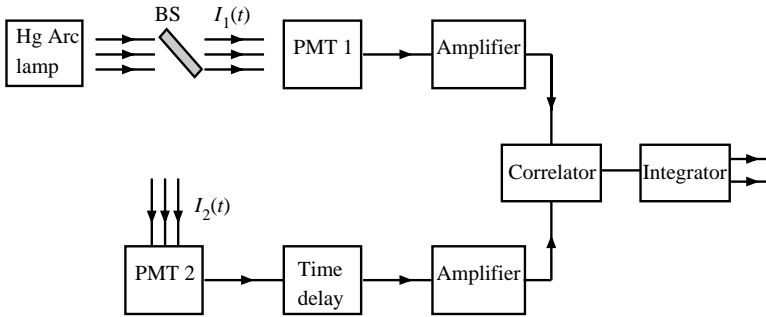 BS
I1(t)
Hg Arc
lamp
PMT 1
Amplifier
Correlator
Integrator
I2(t)
PMT 2
Time
delay
Amplifier